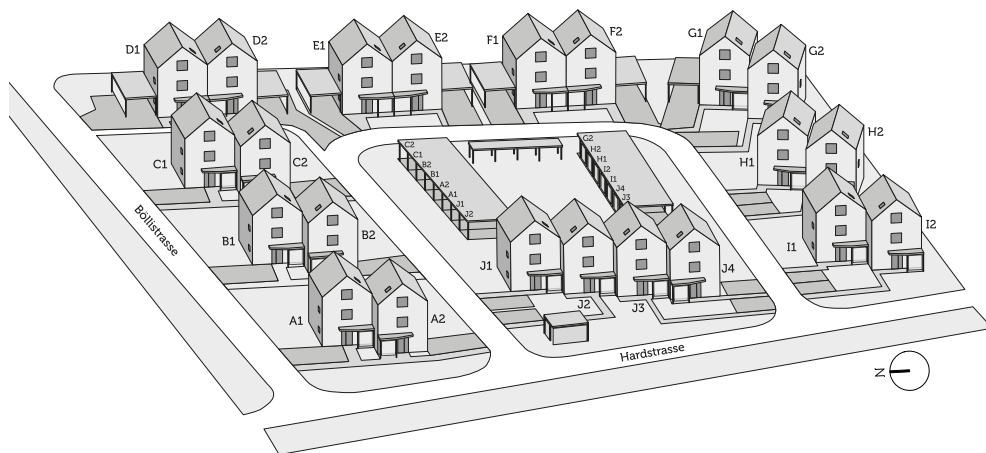 D1
D2
E1
E2
F1
F2
G1
G2
C1
C2
H1
H2
C2
C1
B2
B1
A2
A1
J1
J2
G2
H2
H1
I2
I1
J4
J3
B1
B2
I1
I2
J1
J2
J3
J4
A1
A2
Böllistrasse
Hardstrasse
N